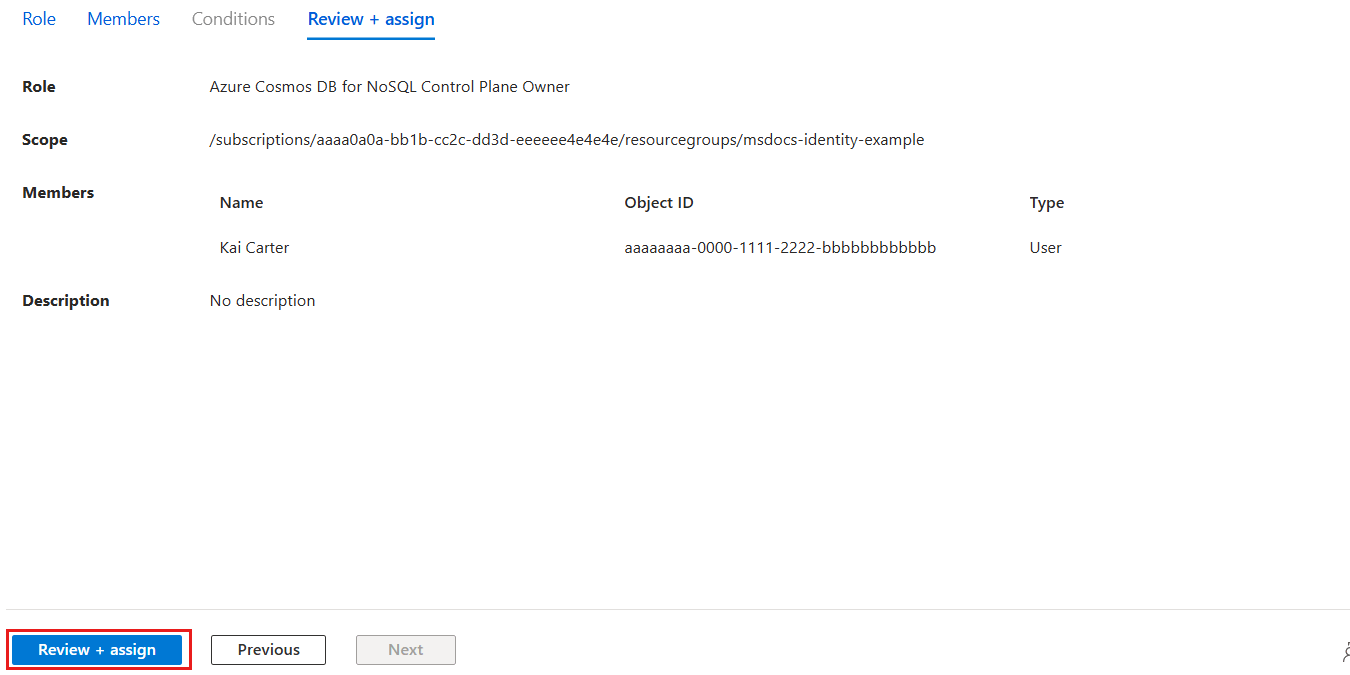 Role Members Conditions Review + assign
Role Azure Cosmos DB for NoSQL Control Plane Owner
Scope /subscriptions/aaaa0a0a-bb1b-cc2c-dd3d-eeeeee4e4e4e/resourcegroups/msdocs-identity-example
Members
Name Object ID Type
Kai Carter aaaaaaaa-0000-1111-2222-bbbbbbbbbbbb User
Description No description
Review + assign Previous Next